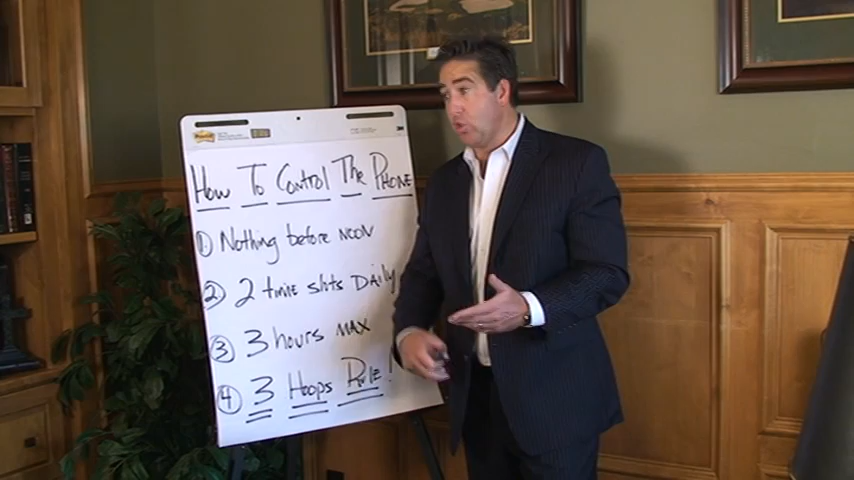 How To Control The Phone
① Nothing before NOON
② 2 time slots DAILY
③ 3 hours MAX
④ 3 Hoops Rule!